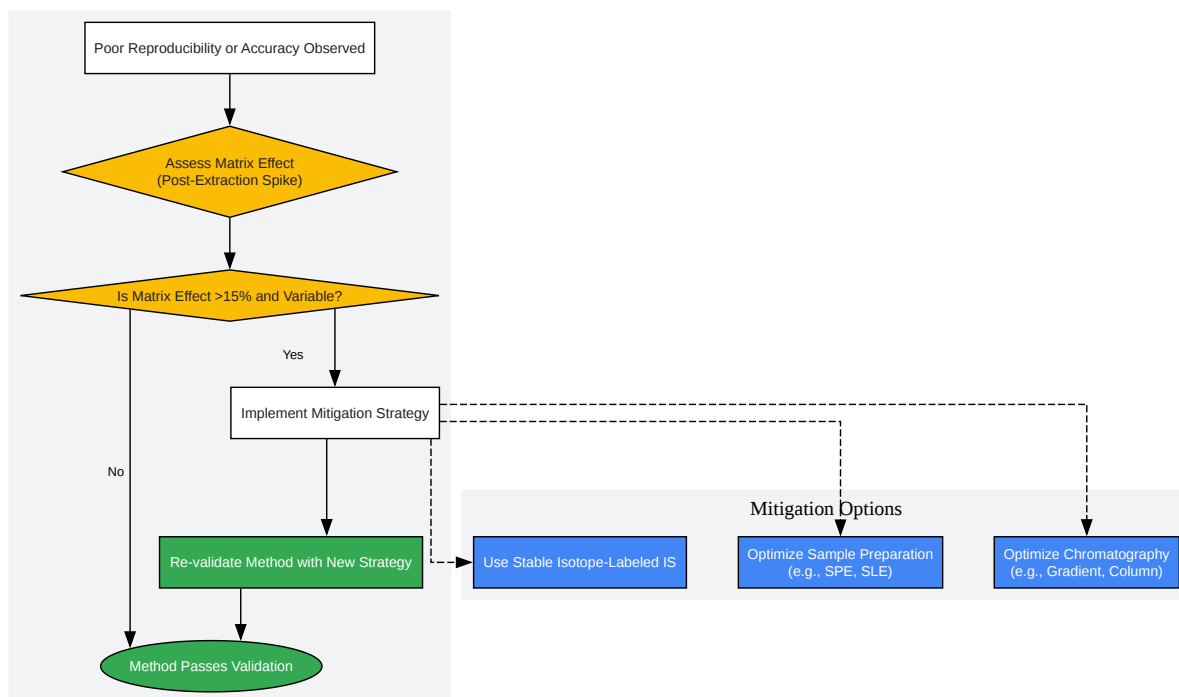 Poor Reproducibility or Accuracy Observed
Assess Matrix Effect
(Post-Extraction Spike)
Is Matrix Effect >15% and Variable?
Yes
Implement Mitigation Strategy
No
Mitigation Options
Re-validate Method with New Strategy
Use Stable Isotope-Labeled IS
Optimize Sample Preparation
(e.g., SPE, SLE)
Optimize Chromatography
(e.g., Gradient, Column)
Method Passes Validation